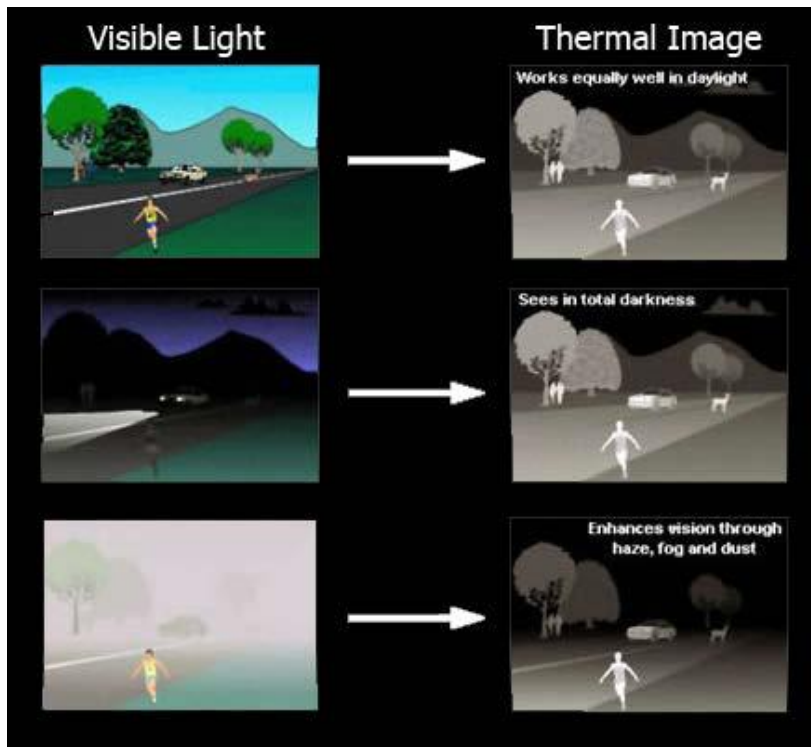 Visible Light
Thermal Image
Works equally well in daylight
Sees in total darkness
Enhances vision through
haze, fog and dust